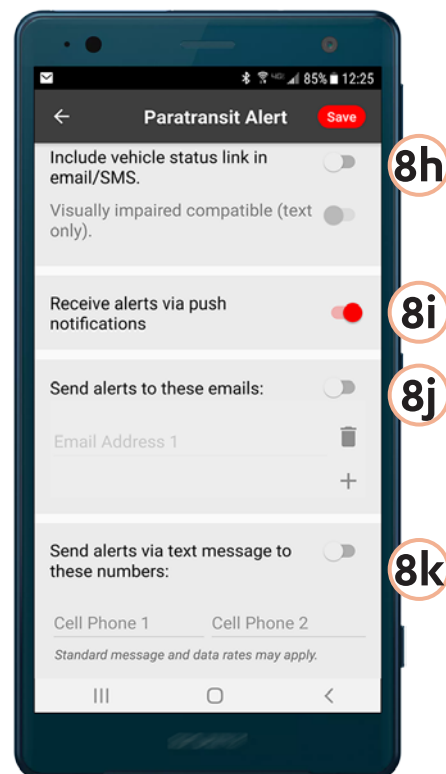 85% 12:25
Paratransit Alert Save
Include vehicle status link in
email/SMS.
8h
Visually impaired compatible (text
only).
Receive alerts via push
notifications
8i
Send alerts to these emails:
8j
Email Address 1
Send alerts via text message to
these numbers:
8k
Cell Phone 1 Cell Phone 2
Standard message and data rates may apply.